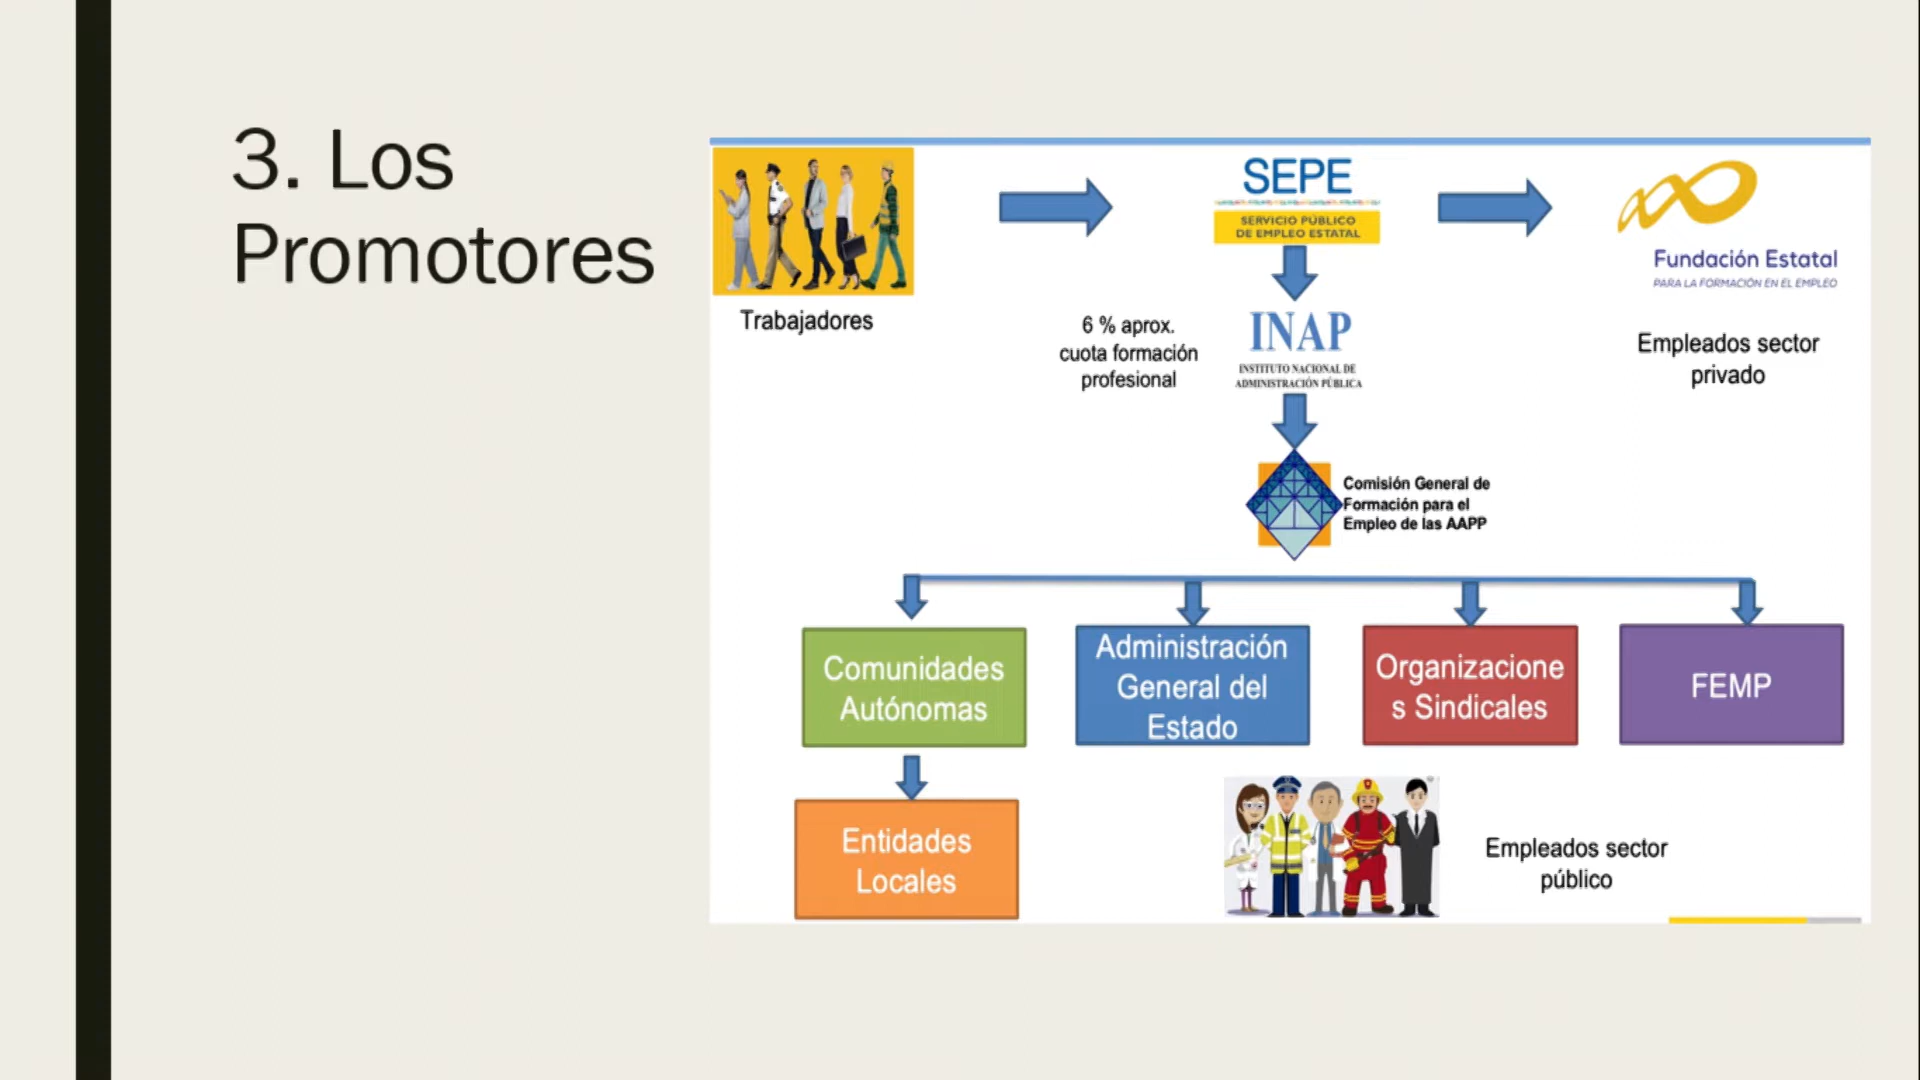 3. Los
Promotores
Trabajadores
SEPE
SERVICIO PÚBLICO
DE EMPLEO ESTATAL
Fundación Estatal
PARA LA FORMACIÓN EN EL EMPLEO
6 % aprox.
cuota formación
profesional
INAP
INSTITUTO NACIONAL DE
ADMINISTRACIÓN PÚBLICA
Empleados sector
privado
Comisión General de
Formación para el
Empleo de las AAPP
Comunidades
Autónomas
Administración
General del
Estado
Organizacione
s Sindicales
FEMP
Entidades
Locales
Empleados sector
público